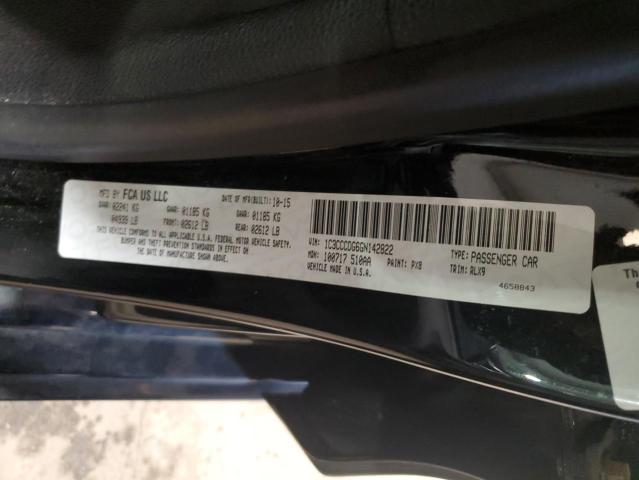 MFD BY FCA US LLC DATE OF MFR(BUILT): 10-15
GVWR: 02241 KG GAWR: 01185 KG GAWR: 01185 KG
04939 LB FRONT: 02612 LB REAR: 02612 LB
THIS VEHICLE CONFORMS TO ALL APPLICABLE U.S.A. FEDERAL MOTOR VEHICLE SAFETY,
BUMPER AND THEFT PREVENTION STANDARDS IN EFFECT ON
THE DATE OF MANUFACTURE SHOWN ABOVE.
VIN: 1C3CCCDG6GN142822 TYPE: PASSENGER CAR
MDH: 100717 510AA PAINT: PX8 TRIM: RLX9
VEHICLE MADE IN U.S.A.
4658843